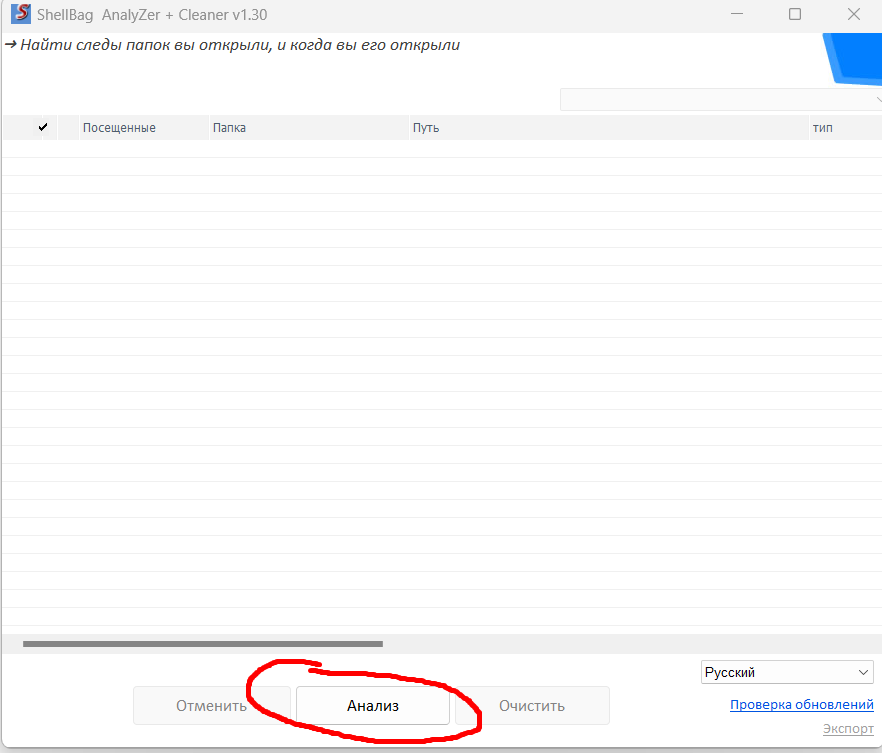 ShellBag AnalyZer + Cleaner v1.30
→ Найти следы папок вы открыли, и когда вы его открыли
✔ Посещенные Папка Путь тип
Русский
Отменить Анализ Очистить
Проверка обновлений
Экспорт